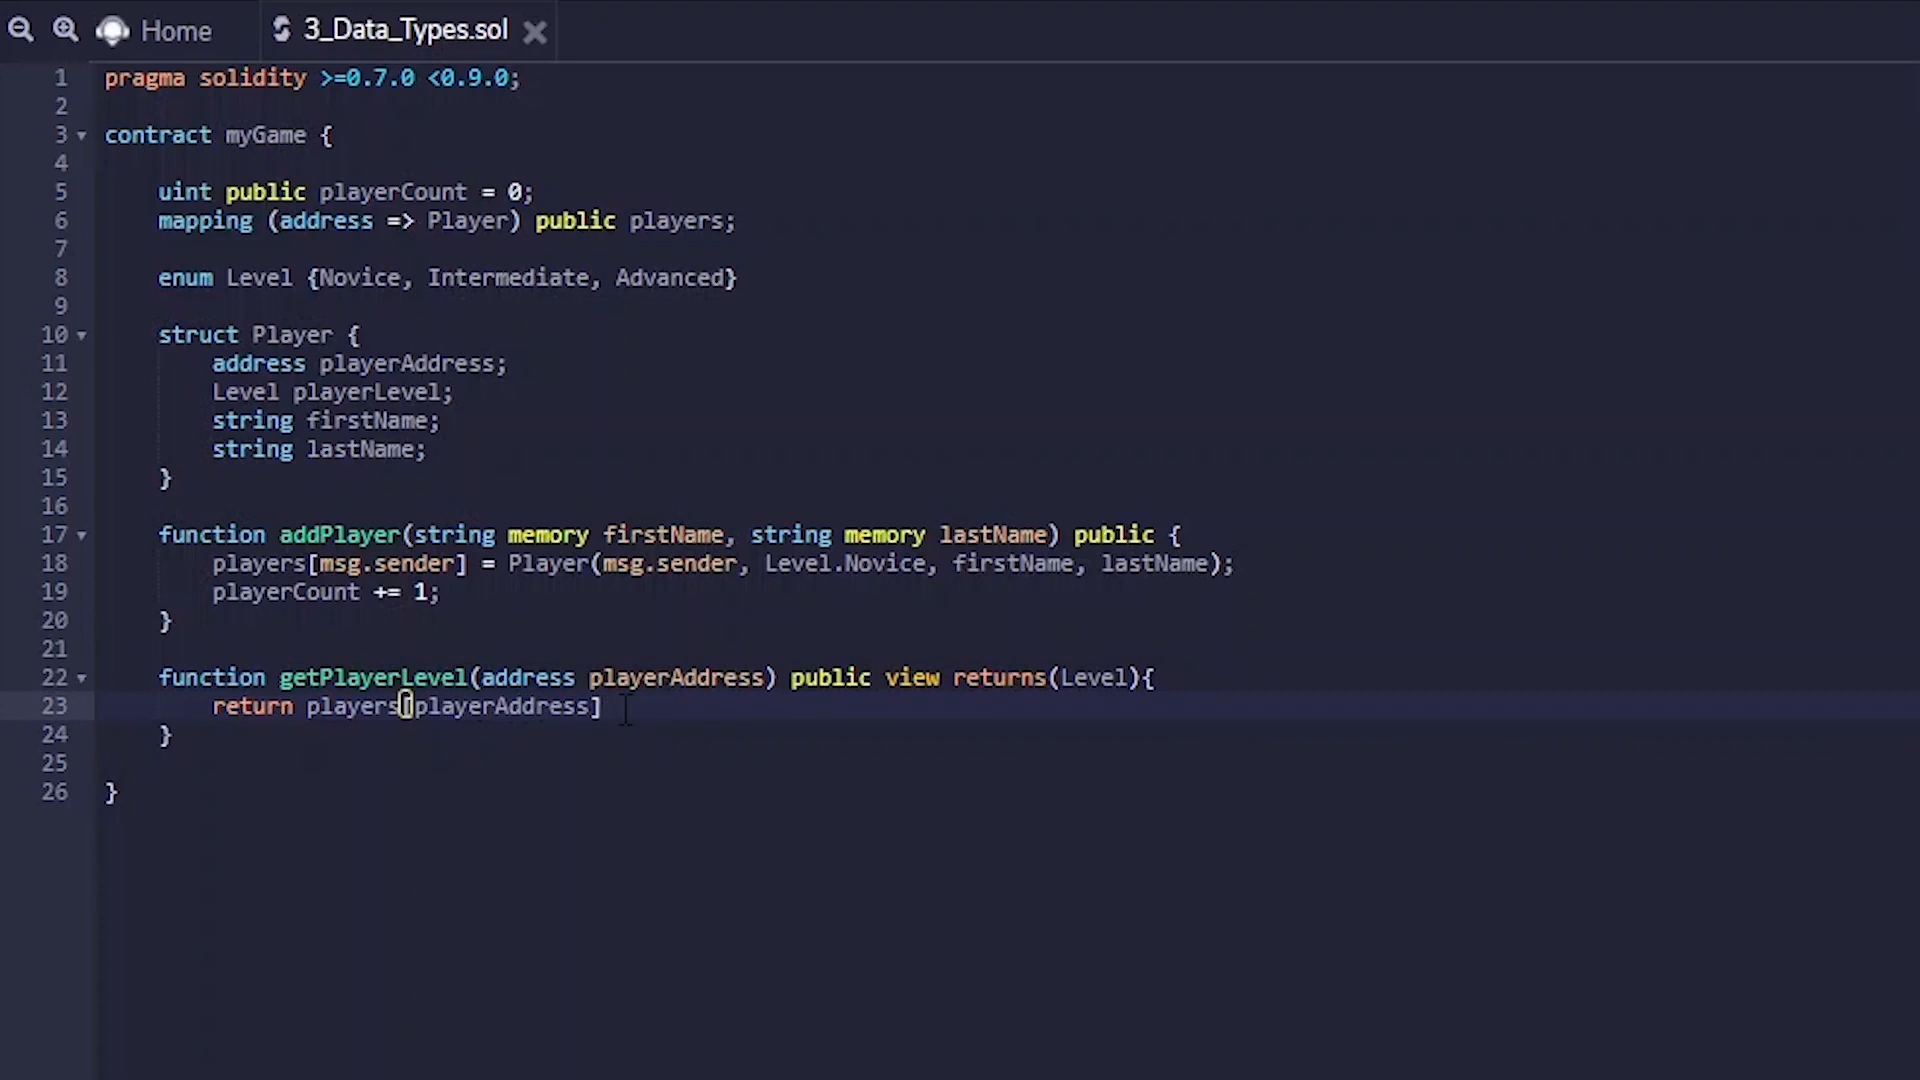 Home 3_Data_Types.sol
1 pragma solidity >=0.7.0 <0.9.0;
2
3 contract myGame {
4
5 uint public playerCount = 0;
6 mapping (address => Player) public players;
7
8 enum Level {Novice, Intermediate, Advanced}
9
10 struct Player {
11 address playerAddress;
12 Level playerLevel;
13 string firstName;
14 string lastName;
15 }
16
17 function addPlayer(string memory firstName, string memory lastName) public {
18 players[msg.sender] = Player(msg.sender, Level.Novice, firstName, lastName);
19 playerCount += 1;
20 }
21
22 function getPlayerLevel(address playerAddress) public view returns(Level){
23 return players[playerAddress]
24 }
25
26 }